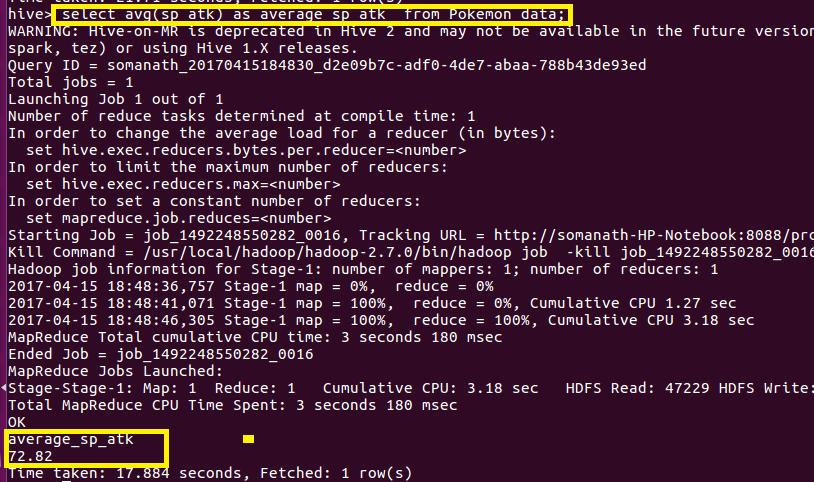 hive> select avg(sp_atk) as average_sp_atk  from Pokemon_data;
WARNING: Hive-on-MR is deprecated in Hive 2 and may not be available in the future version
spark, tez) or using Hive 1.X releases.
Query ID = somanath_20170415184830_d2e09b7c-adf0-4de7-abaa-788b43de93ed
Total jobs = 1
Launching Job 1 out of 1
Number of reduce tasks determined at compile time: 1
In order to change the average load for a reducer (in bytes):
  set hive.exec.reducers.bytes.per.reducer=<number>
In order to limit the maximum number of reducers:
  set hive.exec.reducers.max=<number>
In order to set a constant number of reducers:
  set mapreduce.job.reduces=<number>
Starting Job = job_1492248550282_0016, Tracking URL = http://somanath-HP-Notebook:8088/pro
Kill Command = /usr/local/hadoop/hadoop-2.7.0/bin/hadoop job  -kill job_1492248550282_0016
Hadoop job information for Stage-1: number of mappers: 1; number of reducers: 1
2017-04-15 18:48:36,757 Stage-1 map = 0%,  reduce = 0%
2017-04-15 18:48:41,071 Stage-1 map = 100%,  reduce = 0%, Cumulative CPU 1.27 sec
2017-04-15 18:48:46,305 Stage-1 map = 100%,  reduce = 100%, Cumulative CPU 3.18 sec
MapReduce Total cumulative CPU time: 3 seconds 180 msec
Ended Job = job_1492248550282_0016
MapReduce Jobs Launched:
Stage-Stage-1: Map: 1  Reduce: 1   Cumulative CPU: 3.18 sec   HDFS Read: 47229 HDFS Write:
Total MapReduce CPU Time Spent: 3 seconds 180 msec
OK
average_sp_atk
72.82
Time taken: 17.884 seconds, Fetched: 1 row(s)